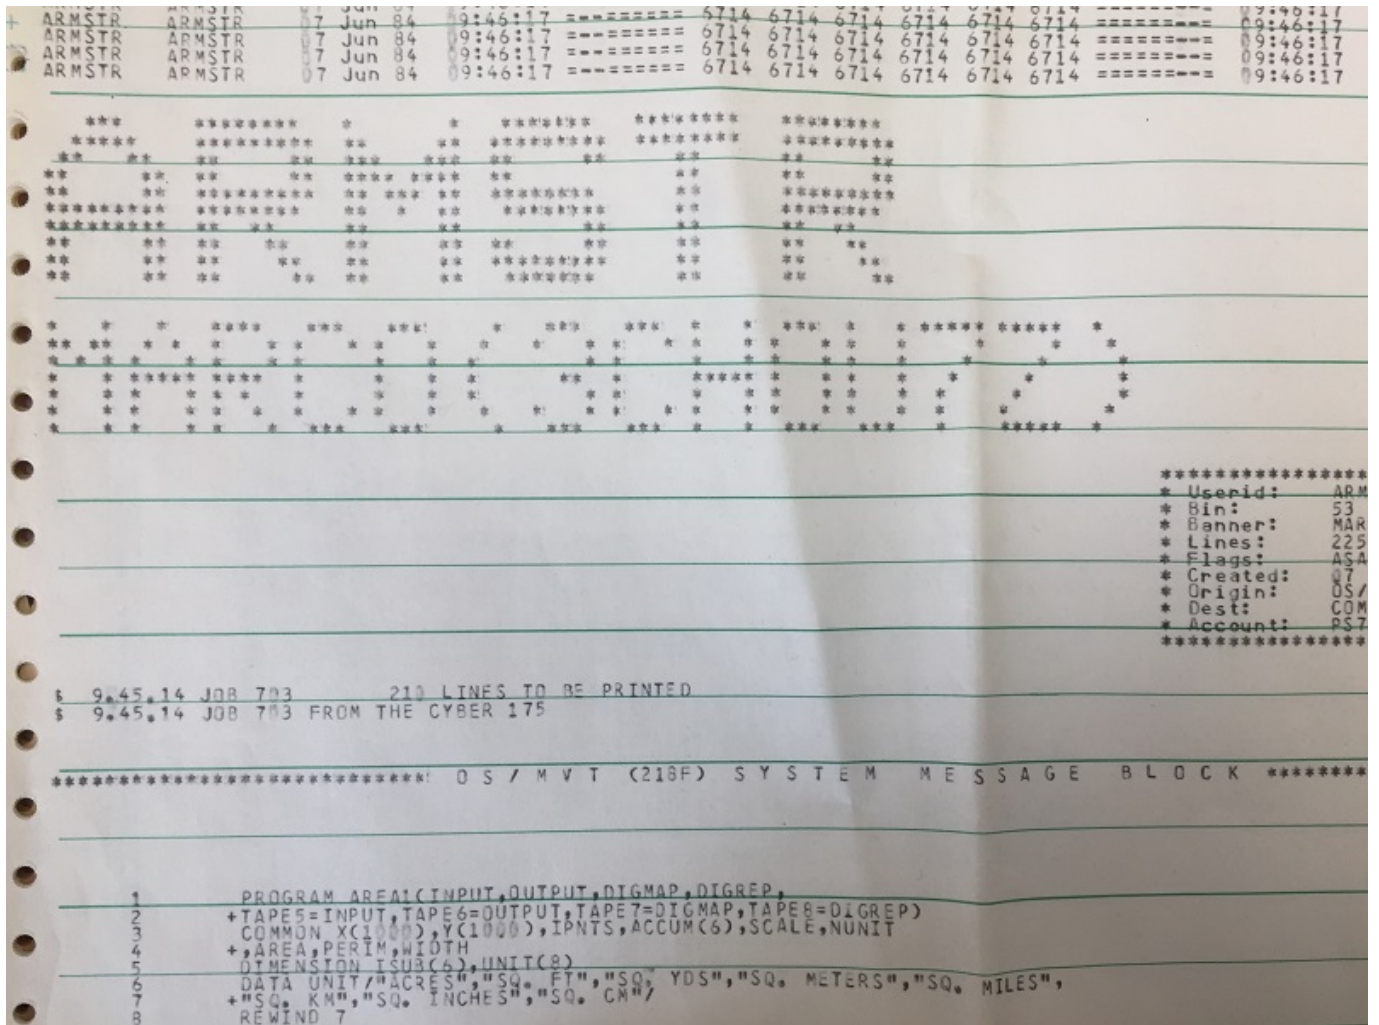 ARMSTR ARMSTR 07 Jun 84 09:46:17 =--====== 6714 6714 6714 6714 6714 6714 ======--= 09:46:17
ARMSTR ARMSTR 07 Jun 84 09:46:17 =--====== 6714 6714 6714 6714 6714 6714 ======--= 09:46:17
ARMSTR ARMSTR 07 Jun 84 09:46:17 =--====== 6714 6714 6714 6714 6714 6714 ======--= 09:46:17
ARMSTR ARMSTR 07 Jun 84 09:46:17 =--====== 6714 6714 6714 6714 6714 6714 ======--= 09:46:17
ARMSTR
****************
* Userid: ARM
* Bin: 53
* Banner: MAR
* Lines: 225
* Flags: ASA
* Created: 07
* Origin: OS/
* Dest: COM
* Account: PS7
****************
$ 9.45.14 JOB 703 210 LINES TO BE PRINTED
$ 9.45.14 JOB 703 FROM THE CYBER 175
**************************** O S / M V T (218F) S Y S T E M M E S S A G E B L O C K ********
1 PROGRAM AREA1(INPUT,OUTPUT,DIGMAP,DIGREP,
2 +TAPE5=INPUT,TAPE6=OUTPUT,TAPE7=DIGMAP,TAPE8=DIGREP)
3 COMMON X(1000),Y(1000),IPNTS,ACCUM(6),SCALE,NUNIT
4 +,AREA,PERIM,WIDTH
5 DIMENSION ISUB(6),UNIT(8)
6 DATA UNIT/"ACRES","SQ. FT","SQ. YDS","SQ. METERS","SQ. MILES",
7 +"SQ. KM","SQ. INCHES","SQ. CM"/
8 REWIND 7